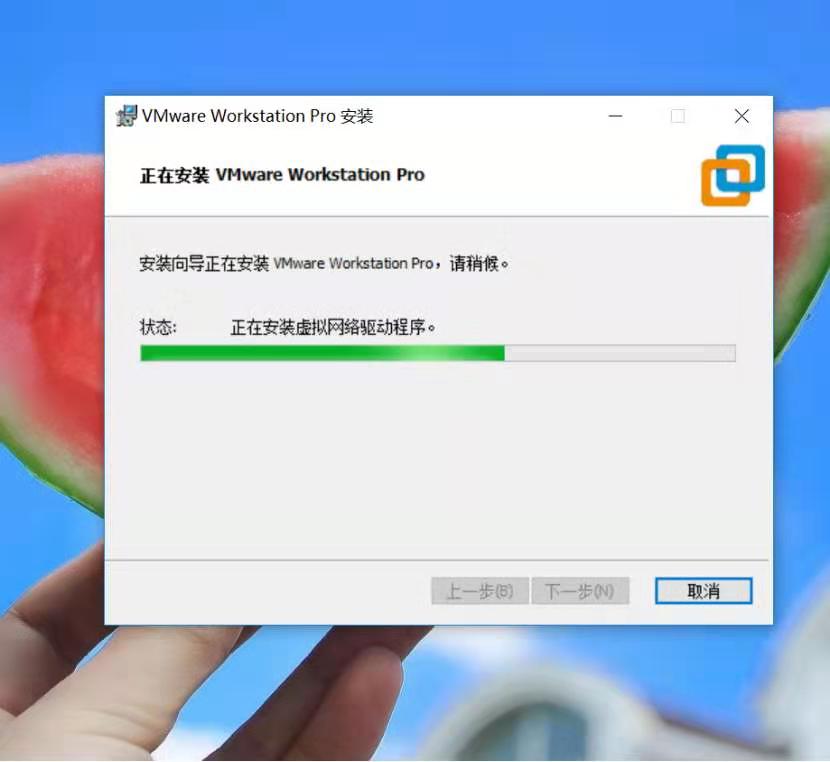 VMware Workstation Pro 安装
正在安装 VMware Workstation Pro
安装向导正在安装 VMware Workstation Pro，请稍候。
状态: 正在安装虚拟网络驱动程序。
上一步(B) 下一步(N) 取消